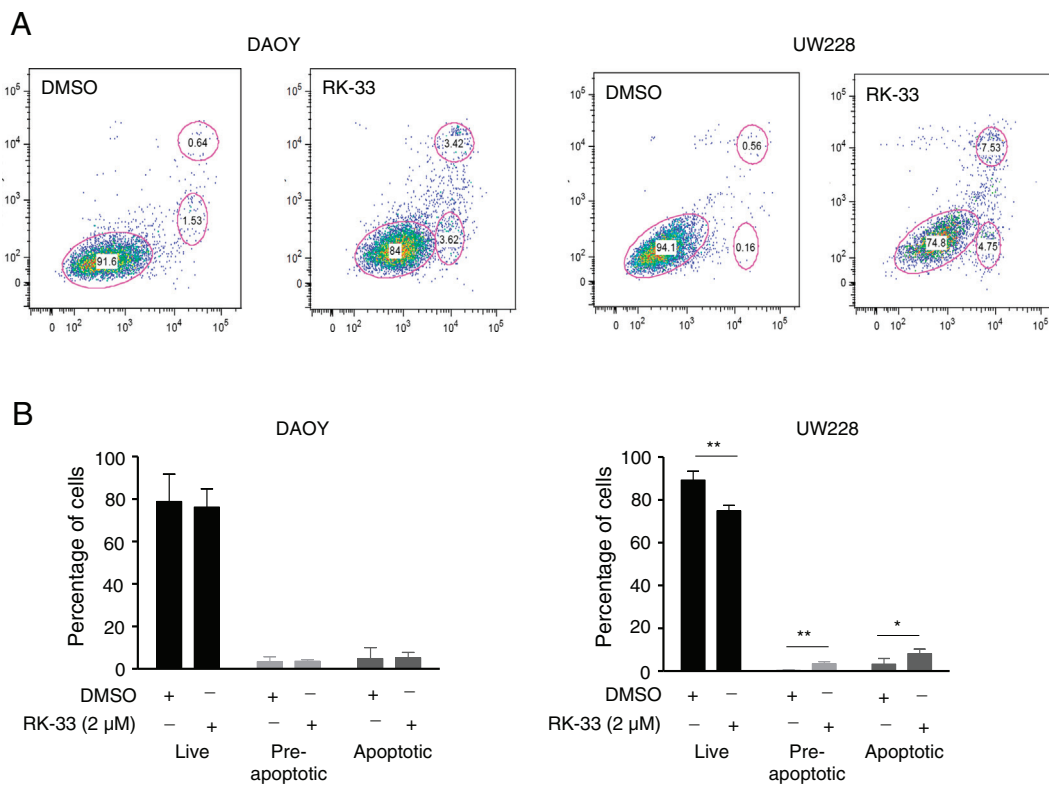 A
DAOY
UW228
DMSO
10⁵
10⁴
10³
10²
0
0.64
1.53
91.6
10² 10³ 10⁴ 10⁵
RK-33
10⁵
10⁴
10³
10²
0
3.42
3.62
84
0 10² 10³ 10⁴ 10⁵
DMSO
10⁵
10⁴
10³
10²
0
0.56
0.16
94.1
0 10² 10³ 10⁴ 10⁵
RK-33
10⁵
10⁴
10³
10²
0
7.53
4.75
74.8
0 10² 10³ 10⁴ 10⁵
B
DAOY
Percentage of cells
100
80
60
40
20
0
DMSO + – + – + –
RK-33 (2 µM) – + – + – +
Live Pre- Apoptotic
apoptotic
UW228
Percentage of cells
100
80
60
40
20
0
**
**
*
DMSO + – + – + –
RK-33 (2 µM) – + – + – +
Live Pre- Apoptotic
apoptotic